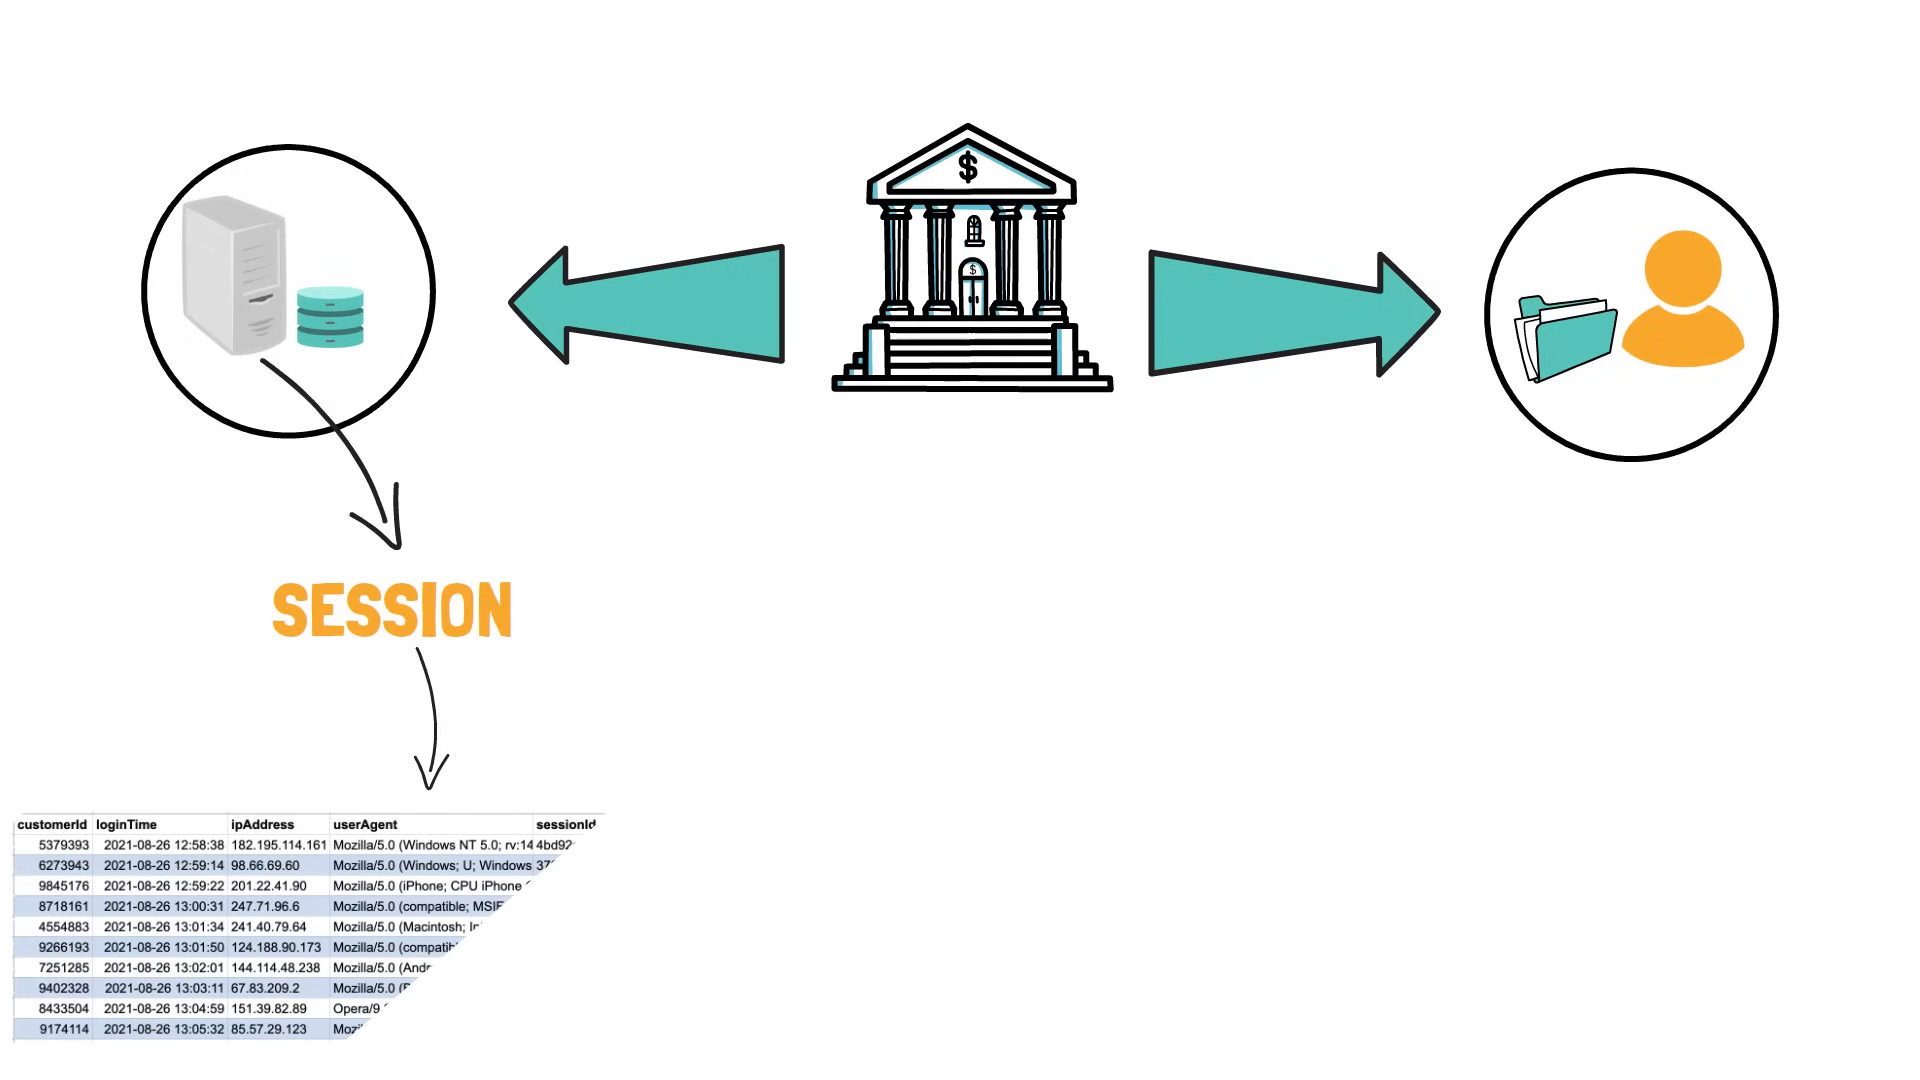 $
$
SESSION
customerId loginTime ipAddress userAgent sessionId
5379393 2021-08-26 12:58:38 182.195.114.161 Mozilla/5.0 (Windows NT 5.0; rv:14 4bd92
6273943 2021-08-26 12:59:14 98.66.69.60 Mozilla/5.0 (Windows; U; Windows 37
9845176 2021-08-26 12:59:22 201.22.41.90 Mozilla/5.0 (iPhone; CPU iPhone
8718161 2021-08-26 13:00:31 247.71.96.6 Mozilla/5.0 (compatible; MSIE
4554883 2021-08-26 13:01:34 241.40.79.64 Mozilla/5.0 (Macintosh;
9266193 2021-08-26 13:01:50 124.188.90.173 Mozilla/5.0 (compatib
7251285 2021-08-26 13:02:01 144.114.48.238 Mozilla/5.0 (Andr
9402328 2021-08-26 13:03:11 67.83.209.2 Mozilla/5.0
8433504 2021-08-26 13:04:59 151.39.82.89 Opera/9
9174114 2021-08-26 13:05:32 85.57.29.123 Mozi